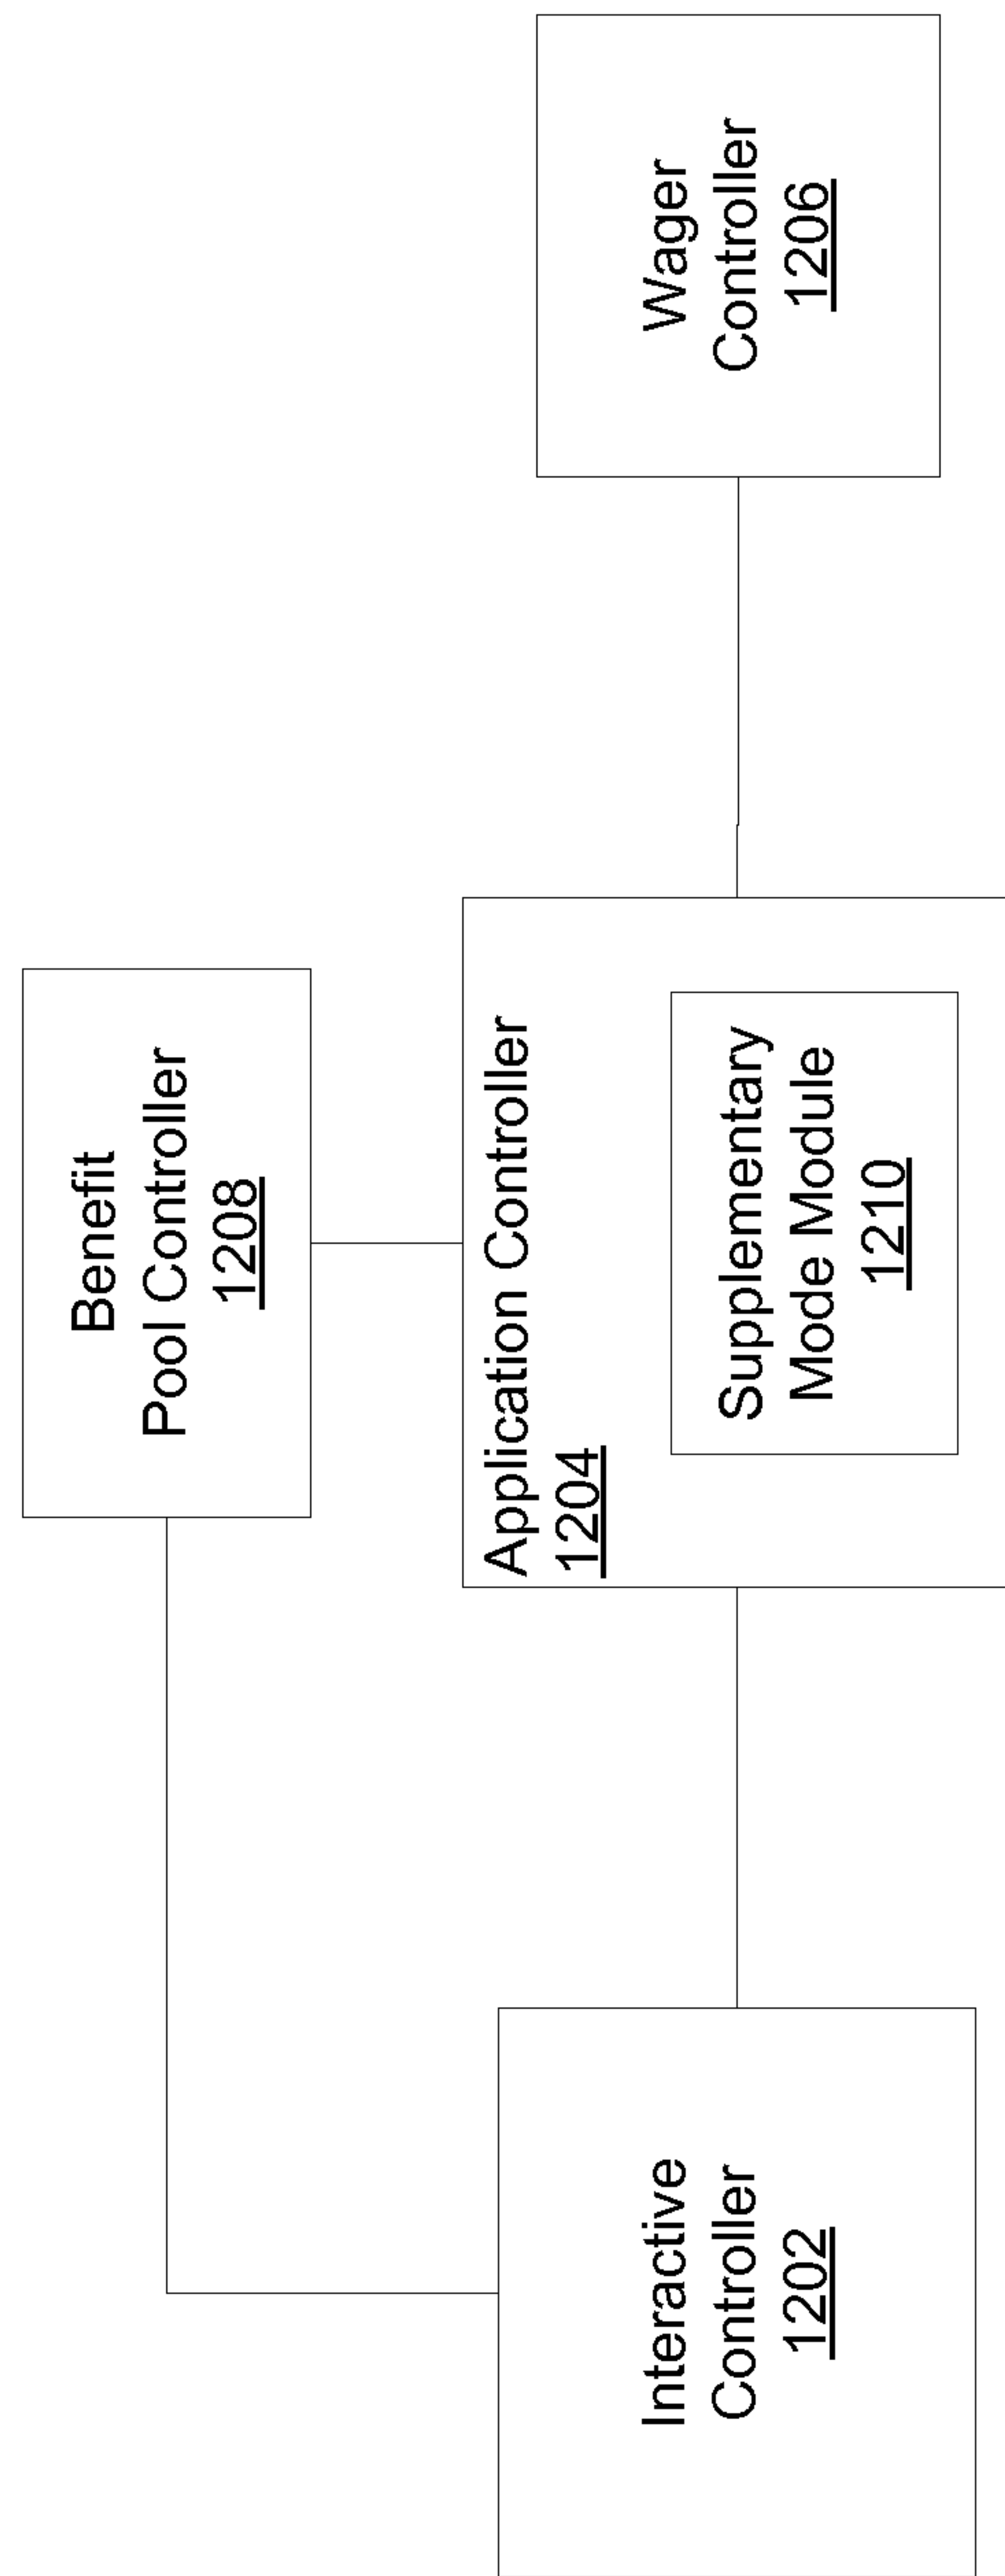 Benefit
Pool Controller
1208
Interactive
Controller
1202
Application Controller
1204
Supplementary
Mode Module
1210
Wager
Controller
1206